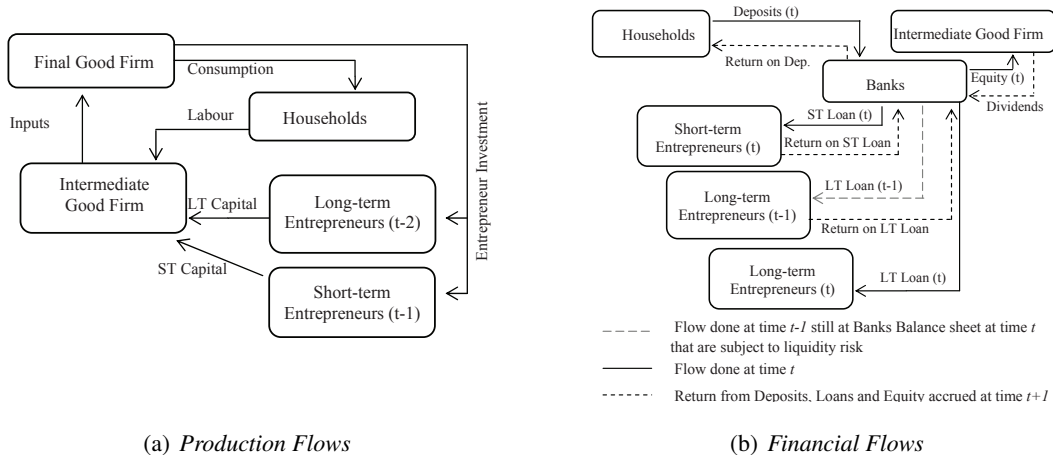 Final Good Firm
Consumption
Households
Labour
Inputs
Intermediate
Good Firm
LT Capital
Long-term
Entrepreneurs (t-2)
ST Capital
Short-term
Entrepreneurs (t-1)
Entrepreneur Investment
(a) Production Flows
Deposits (t)
Households
Return on Dep.
Intermediate Good Firm
Banks
Equity (t)
Dividends
ST Loan (t)
Short-term
Entrepreneurs (t)
Return on ST Loan
LT Loan (t-1)
Long-term
Entrepreneurs (t-1)
Return on LT Loan
Long-term
Entrepreneurs (t)
LT Loan (t)
Flow done at time t-1 still at Banks Balance sheet at time t
that are subject to liquidity risk
Flow done at time t
Return from Deposits, Loans and Equity accrued at time t+1
(b) Financial Flows